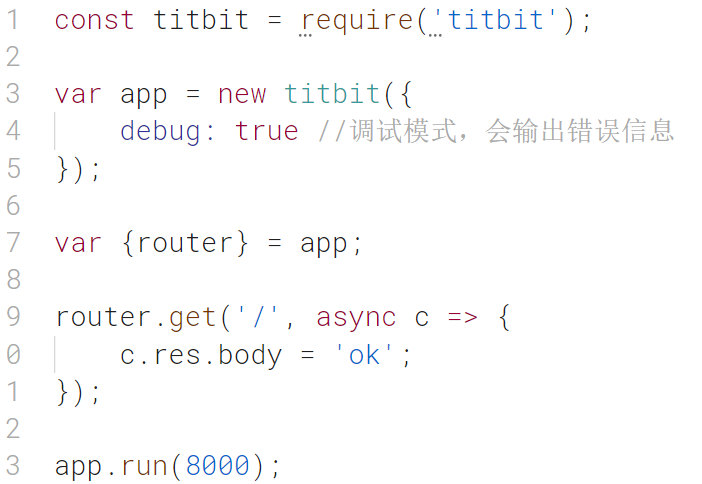 1 const titbit = require('titbit');
2
3 var app = new titbit({
4     debug: true //调试模式，会输出错误信息
5 });
6
7 var {router} = app;
8
9 router.get('/', async c => {
0     c.res.body = 'ok';
1 });
2
3 app.run(8000);